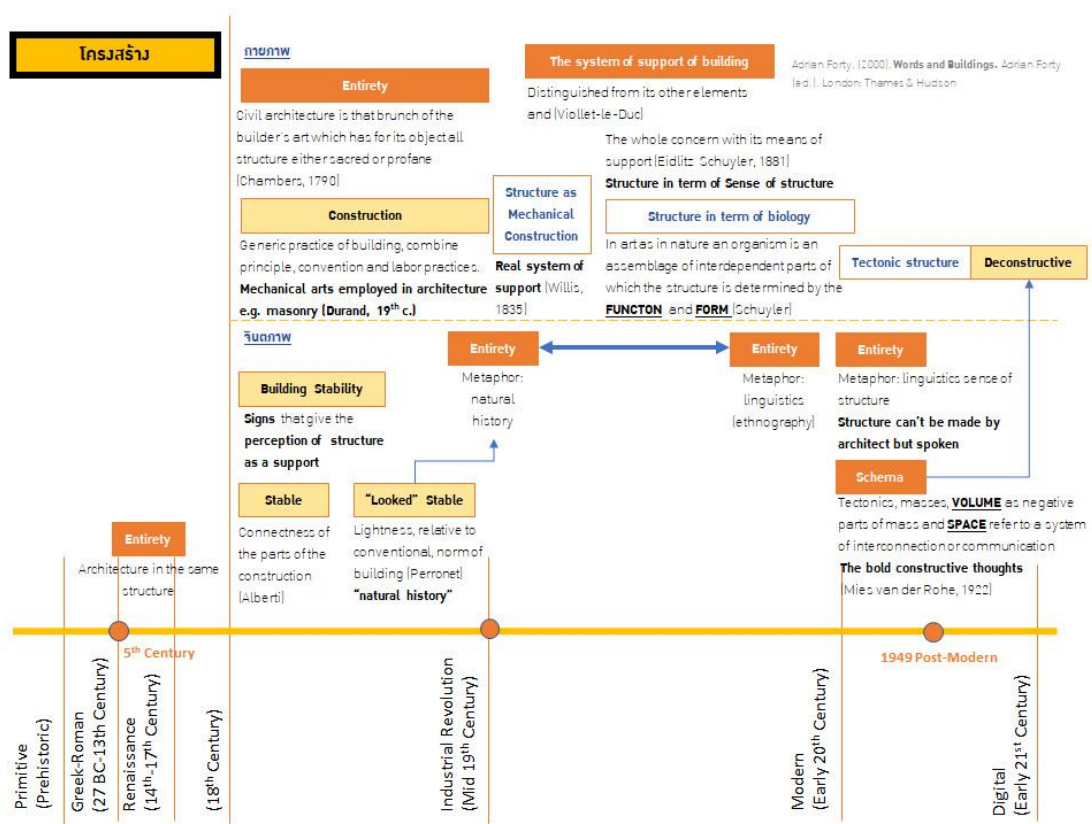 โครงสร้าง
กายภาพ
Entirety
Civil architecture is that brunch of the
builder's art which has for its object all
structure either sacred or profane
(Chambers, 1790)
Construction
Generic practice of building, combine
principle, convention and labor practices.
Mechanical arts employed in architecture
e.g. masonry (Durand, 19th c.)
The system of support of building
Distinguished from its other elements
and (Viollet-le-Duc)
Adrian Forty. (2000). Words and Buildings. Adrian Forty
(ed.). London: Thames & Hudson
The whole concern with its means of
support (Eidlitz Schuyler, 1881)
Structure in term of Sense of structure
Structure as
Mechanical
Construction
Real system of
support (Willis,
1835)
Structure in term of biology
In art as in nature an organism is an
assemblage of interdependent parts of
which the structure is determined by the
FUNCTON and FORM (Schuyler)
Tectonic structure
Deconstructive
จินตภาพ
Building Stability
Signs that give the
perception of structure
as a support
Stable
Connectness of
the parts of the
construction
(Alberti)
"Looked" Stable
Lightness, relative to
conventional, norm of
building (Perronet)
"natural history"
Entirety
Metaphor:
natural
history
Entirety
Metaphor:
linguistics
(ethnography)
Entirety
Metaphor: linguistics sense of
structure
Structure can't be made by
architect but spoken
Schema
Tectonics, masses, VOLUME as negative
parts of mass and SPACE refer to a system
of interconnection or communication
The bold constructive thoughts
(Mies van der Rohe, 1922)
Entirety
Architecture in the same
structure
5th Century
1949 Post-Modern
Primitive
(Prehistoric)
Greek-Roman
(27 BC-13th Century)
Renaissance
(14th-17th Century)
(18th Century)
Industrial Revolution
(Mid 19th Century)
Modern
(Early 20th Century)
Digital
(Early 21st Century)